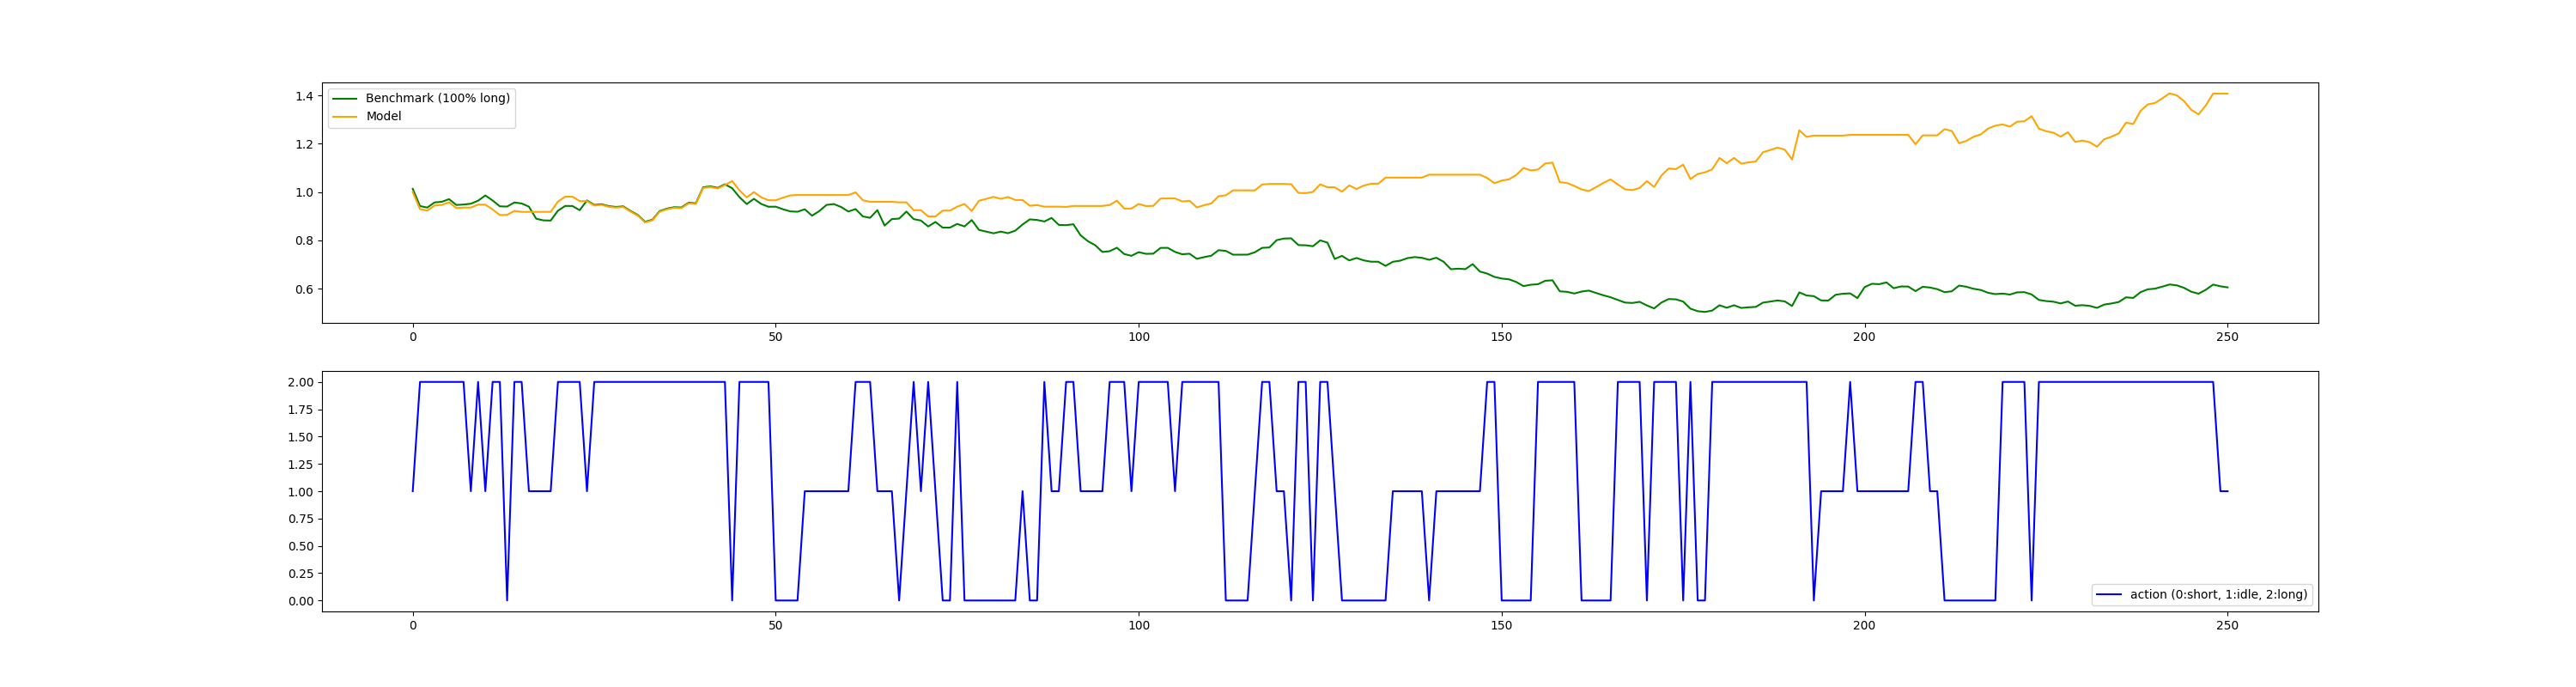 1.4
1.2
1.0
0.8
0.6
Benchmark (100% long)
Model
0 50 100 150 200 250
2.00
1.75
1.50
1.25
1.00
0.75
0.50
0.25
0.00
action (0:short, 1:idle, 2:long)
0 50 100 150 200 250